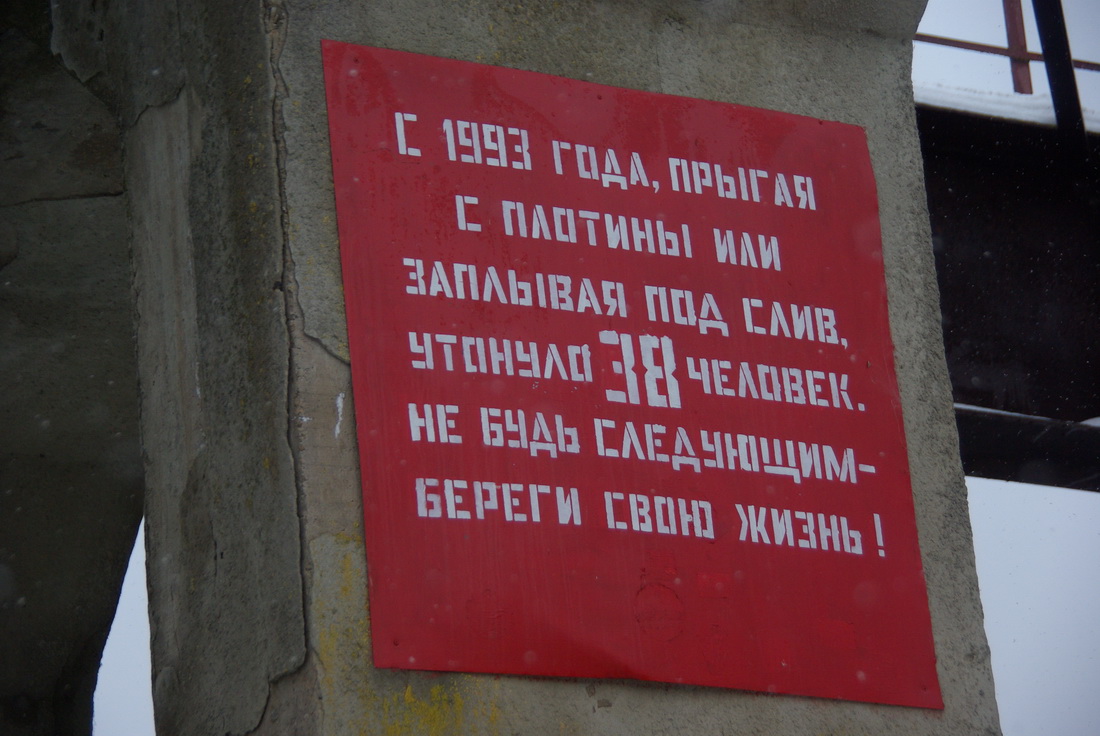 С 1993 ГОДА, ПРЫГАЯ
С ПЛОТИНЫ ИЛИ
ЗАПЛЫВАЯ ПОД СЛИВ,
УТОНУЛО 38 ЧЕЛОВЕК.
НЕ БУДЬ СЛЕДУЮЩИМ-
БЕРЕГИ СВОЮ ЖИЗНЬ!